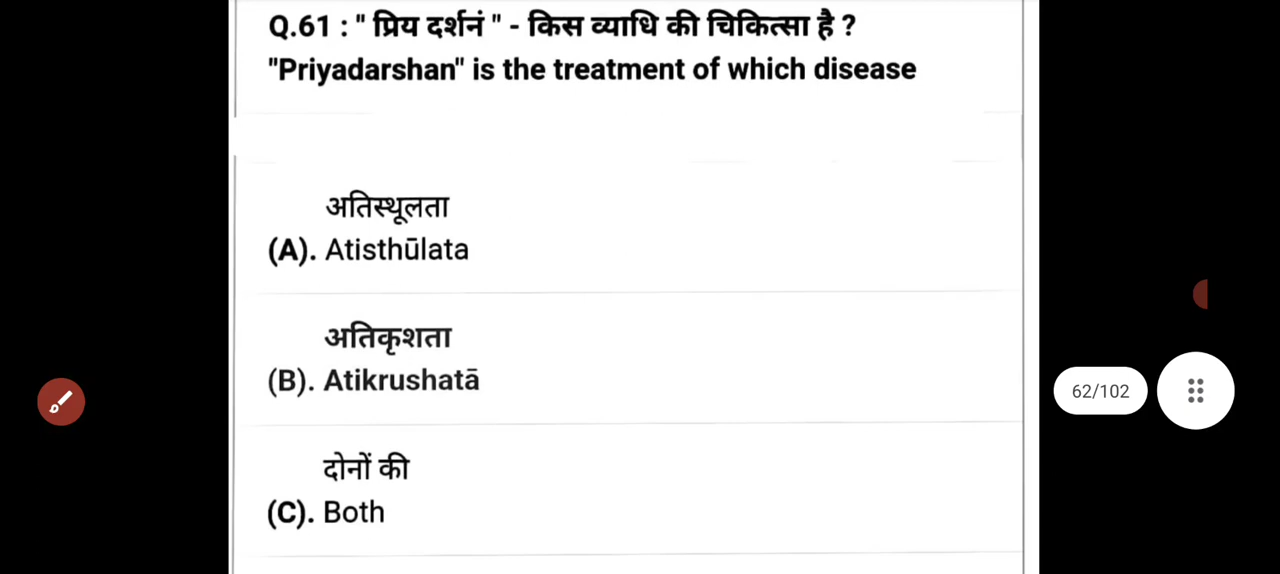 Q.61 : " प्रिय दर्शनं " - किस व्याधि की चिकित्सा है ?
"Priyadarshan" is the treatment of which disease
अतिस्थूलता
(A). Atisthūlata
अतिकृशता
(B). Atikrushatā
दोनों की
(C). Both
62/102